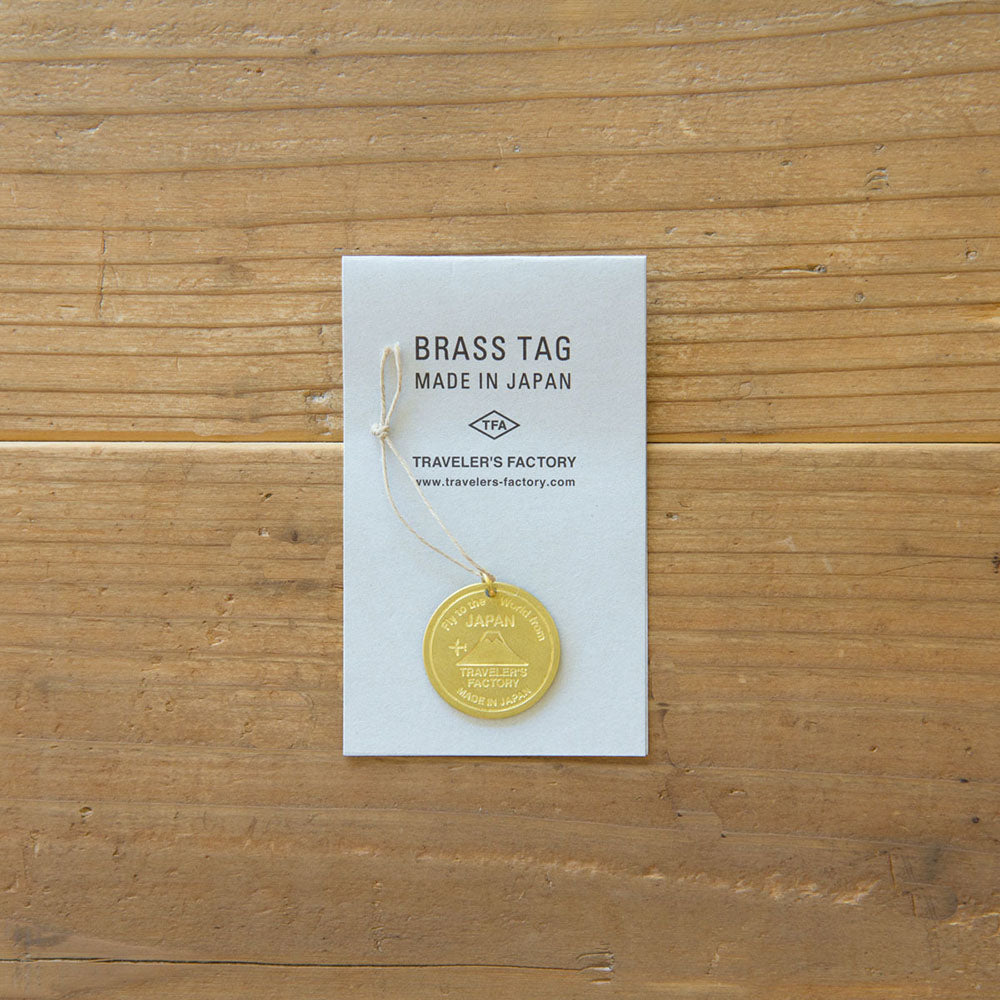 BRASS TAG
MADE IN JAPAN
TFA
TRAVELER'S FACTORY
www.travelers-factory.com
Fly to the World from
JAPAN
TRAVELER'S
FACTORY
MADE IN JAPAN